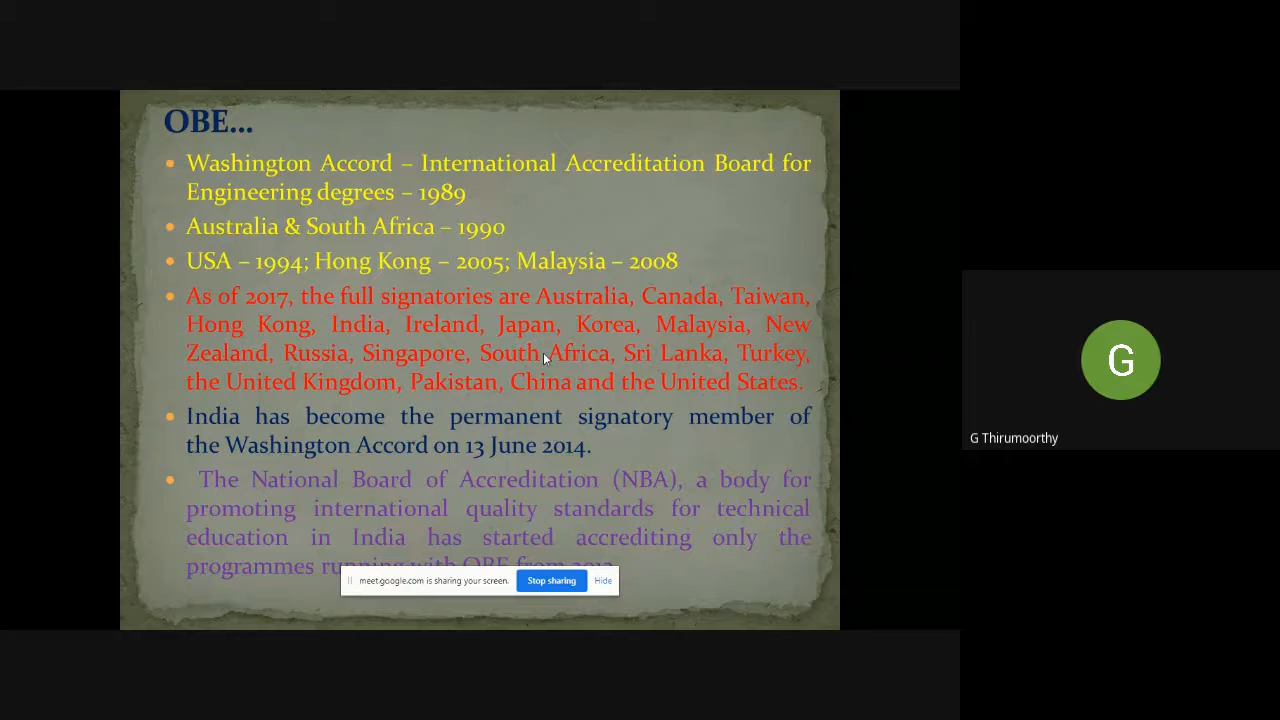 OBE...
• Washington Accord – International Accreditation Board for
Engineering degrees – 1989
• Australia & South Africa – 1990
• USA – 1994; Hong Kong – 2005; Malaysia – 2008
• As of 2017, the full signatories are Australia, Canada, Taiwan,
Hong Kong, India, Ireland, Japan, Korea, Malaysia, New
Zealand, Russia, Singapore, South Africa, Sri Lanka, Turkey,
the United Kingdom, Pakistan, China and the United States.
• India has become the permanent signatory member of
the Washington Accord on 13 June 2014.
• The National Board of Accreditation (NBA), a body for
promoting international quality standards for technical
education in India has started accrediting only the
programmes running with OBE from
meet.google.com is sharing your screen. Stop sharing Hide
G
G Thirumoorthy